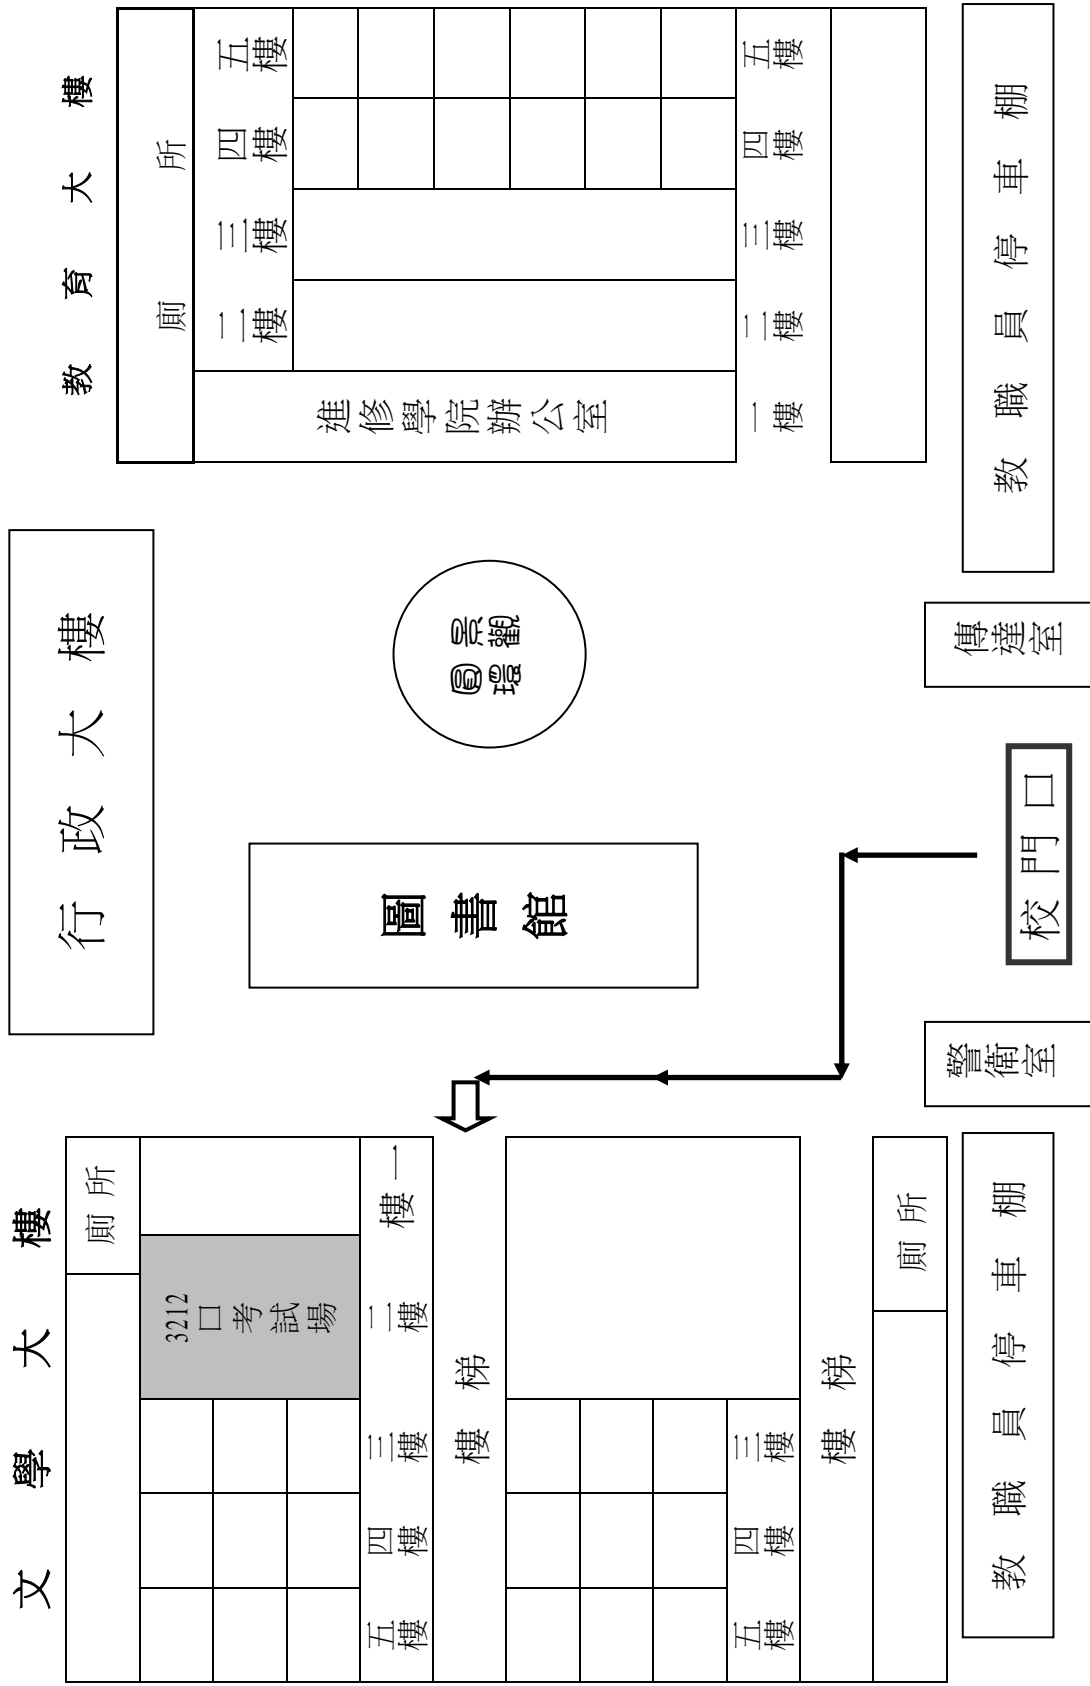 文學大樓
廁所
3212
口考試場
五樓
四樓
三樓
二樓
一樓
樓梯
五樓
四樓
三樓
樓梯
廁所
教職員停車棚
行政大樓
圖書館
景觀
圓環
警衛室
校門口
傳達室
教育大樓
廁所
二樓
三樓
四樓
五樓
進修學院辦公室
一樓
二樓
三樓
四樓
五樓
教職員停車棚